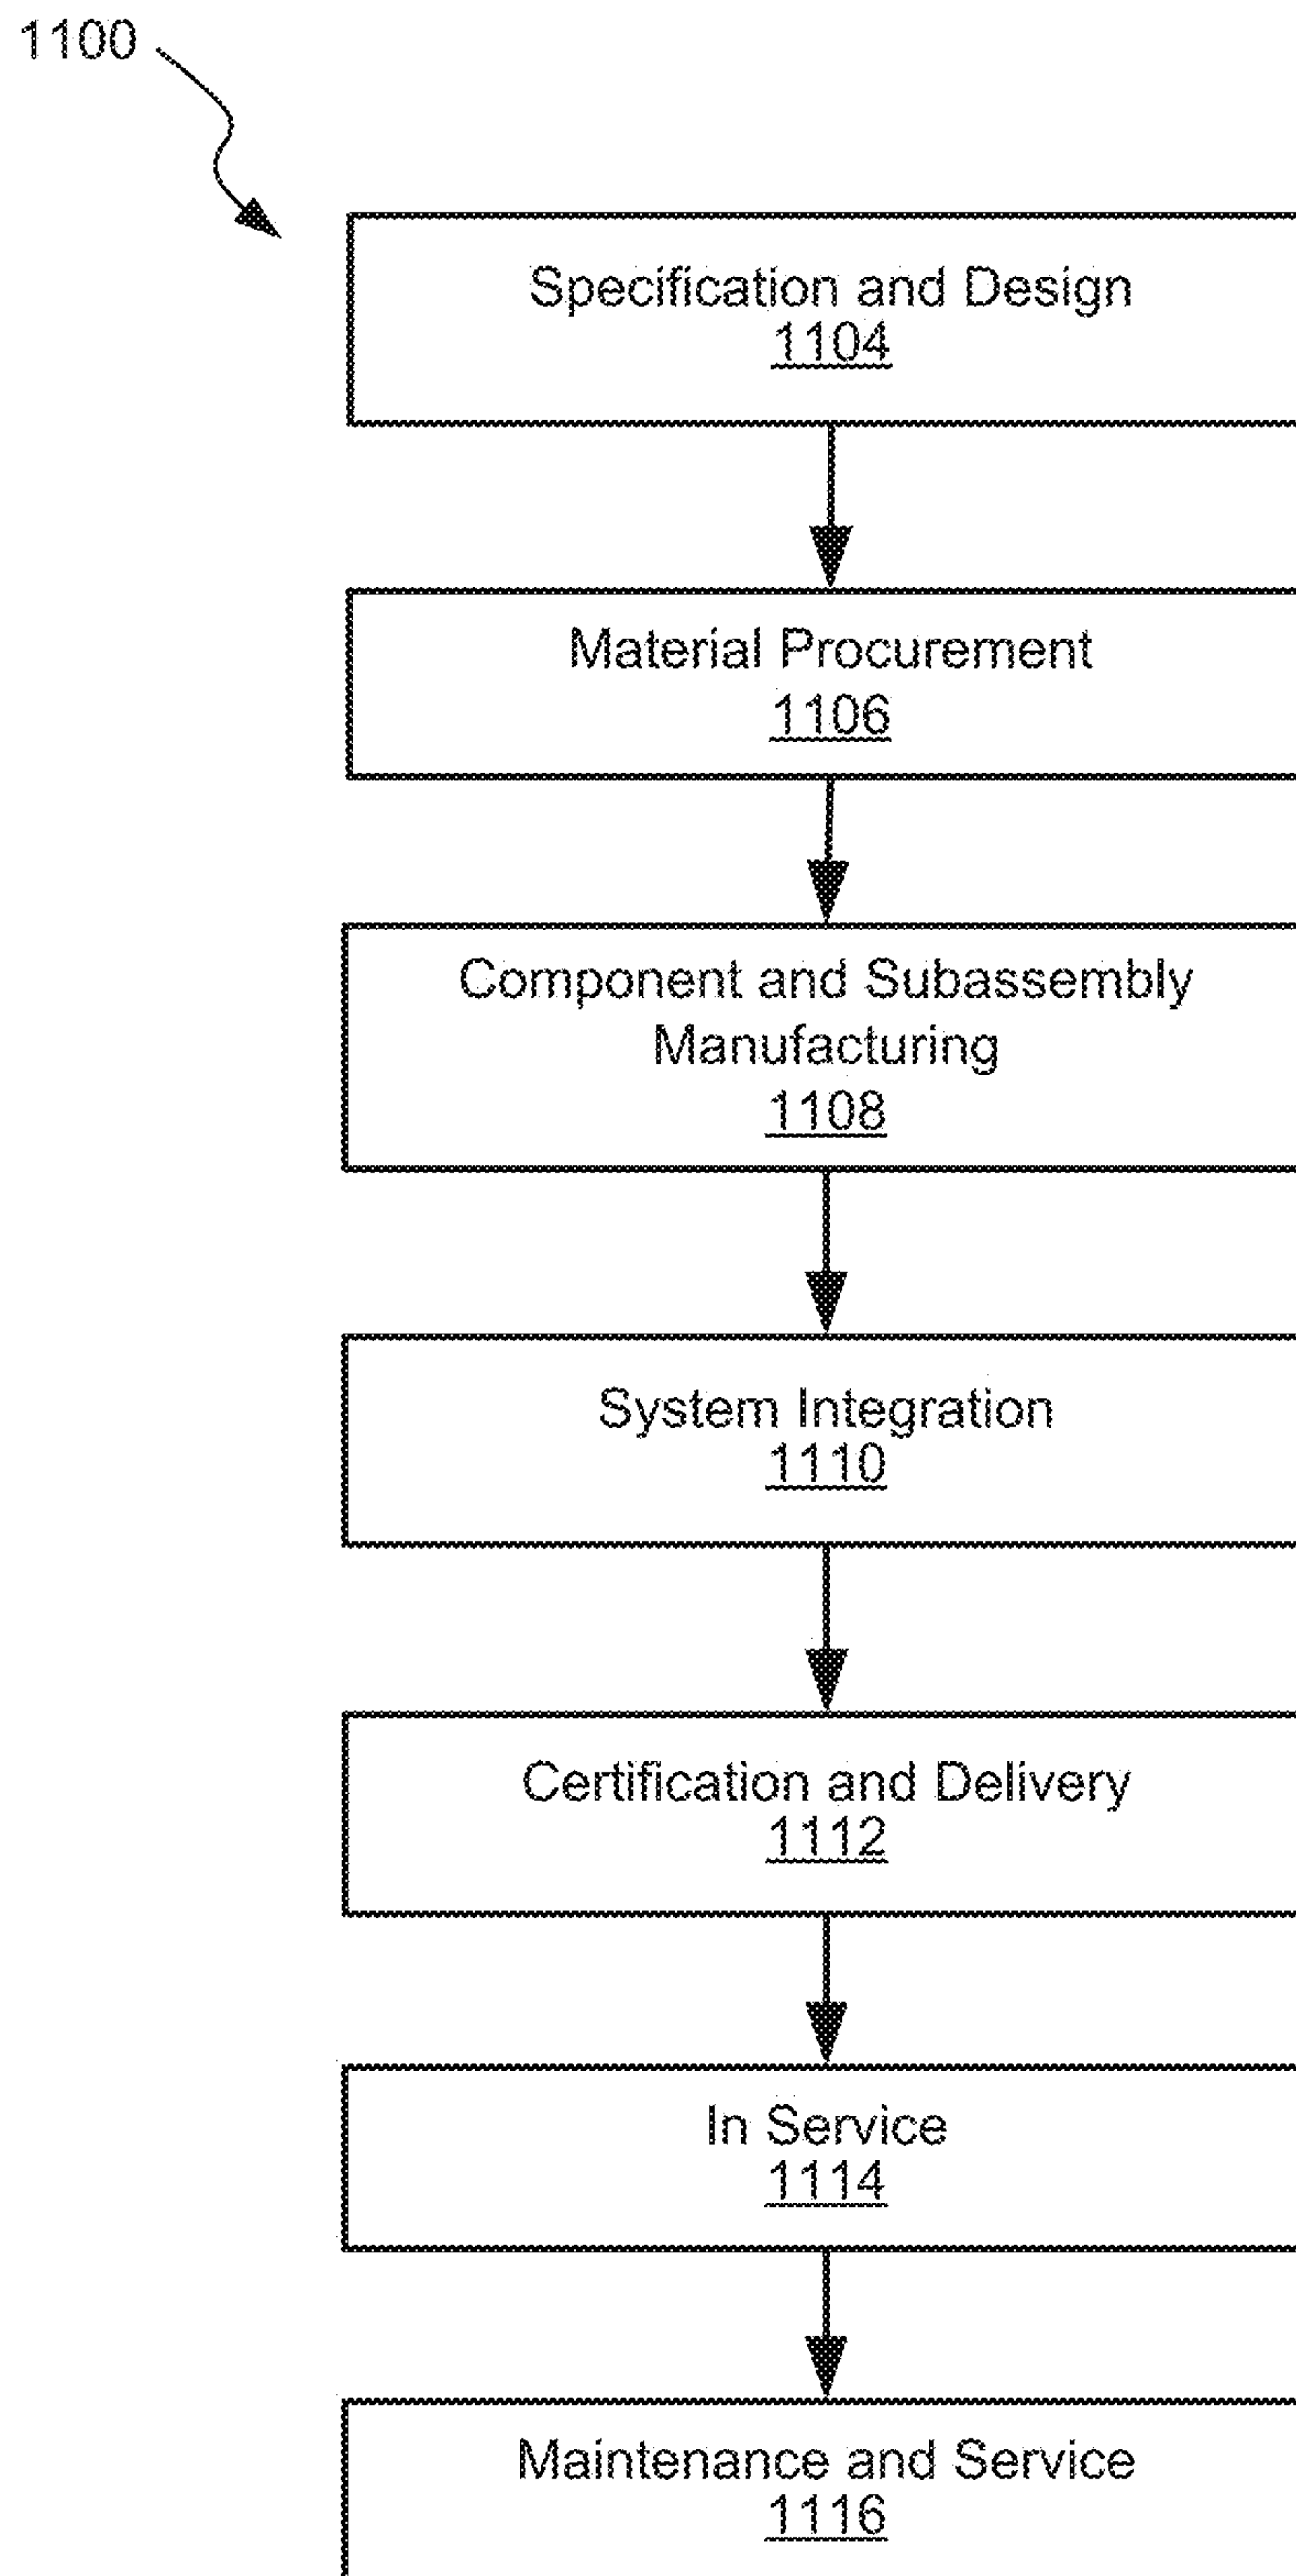 1100
Specification and Design
1104
Material Procurement
1106
Component and Subassembly
Manufacturing
1108
System Integration
1110
Certification and Delivery
1112
In Service
1114
Maintenance and Service
1116